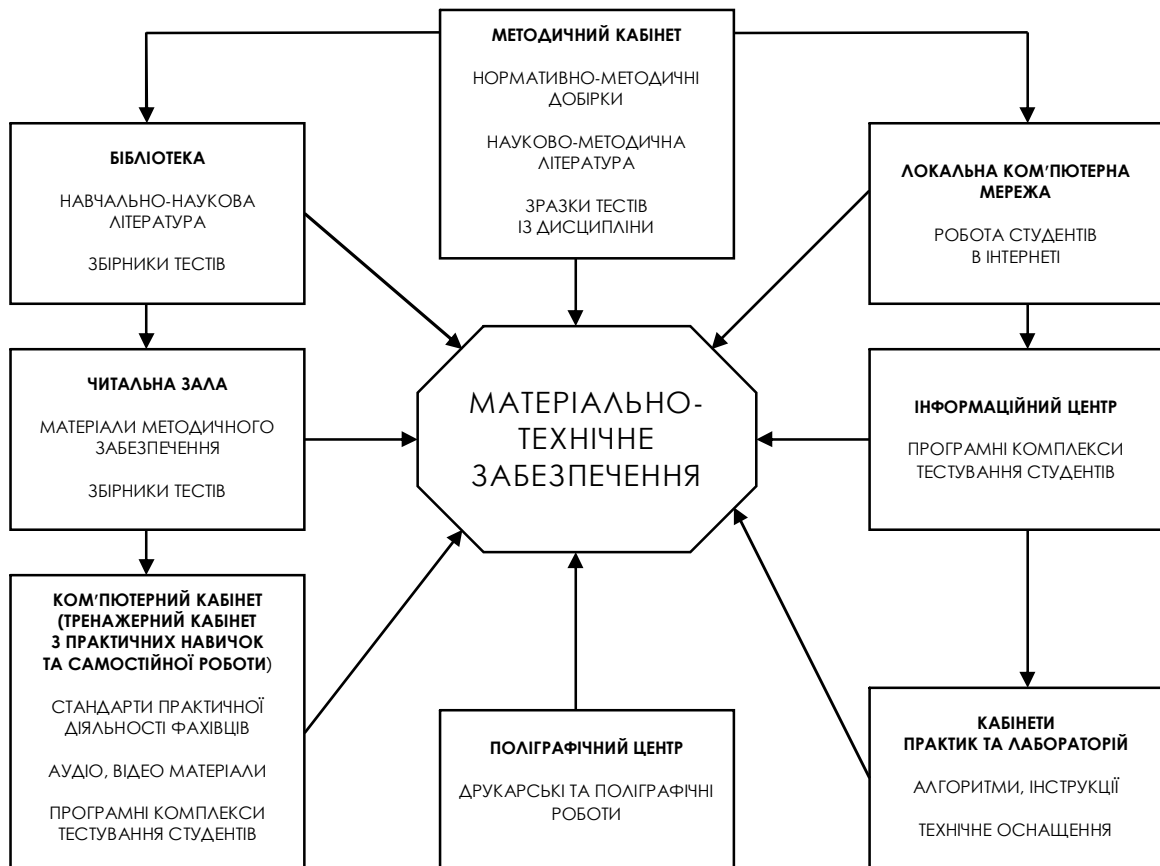 МЕТОДИЧНИЙ КАБІНЕТ
НОРМАТИВНО-МЕТОДИЧНІ
ДОБІРКИ
НАУКОВО-МЕТОДИЧНА
ЛІТЕРАТУРА
ЗРАЗКИ ТЕСТІВ
ІЗ ДИСЦИПЛІНИ
БІБЛІОТЕКА
НАВЧАЛЬНО-НАУКОВА
ЛІТЕРАТУРА
ЗБІРНИКИ ТЕСТІВ
ЛОКАЛЬНА КОМ’ПЮТЕРНА
МЕРЕЖА
РОБОТА СТУДЕНТІВ
В ІНТЕРНЕТІ
ЧИТАЛЬНА ЗАЛА
МАТЕРІАЛИ МЕТОДИЧНОГО
ЗАБЕЗПЕЧЕННЯ
ЗБІРНИКИ ТЕСТІВ
МАТЕРІАЛЬНО-
ТЕХНІЧНЕ
ЗАБЕЗПЕЧЕННЯ
ІНФОРМАЦІЙНИЙ ЦЕНТР
ПРОГРАМНІ КОМПЛЕКСИ
ТЕСТУВАННЯ СТУДЕНТІВ
КОМ’ПЮТЕРНИЙ КАБІНЕТ
(ТРЕНАЖЕРНИЙ КАБІНЕТ
З ПРАКТИЧНИХ НАВИЧОК
ТА САМОСТІЙНОЇ РОБОТИ)
СТАНДАРТИ ПРАКТИЧНОЇ
ДІЯЛЬНОСТІ ФАХІВЦІВ
АУДІО, ВІДЕО МАТЕРІАЛИ
ПРОГРАМНІ КОМПЛЕКСИ
ТЕСТУВАННЯ СТУДЕНТІВ
ПОЛІГРАФІЧНИЙ ЦЕНТР
ДРУКАРСЬКІ ТА ПОЛІГРАФІЧНІ
РОБОТИ
КАБІНЕТИ
ПРАКТИК ТА ЛАБОРАТОРІЙ
АЛГОРИТМИ, ІНСТРУКЦІЇ
ТЕХНІЧНЕ ОСНАЩЕННЯ